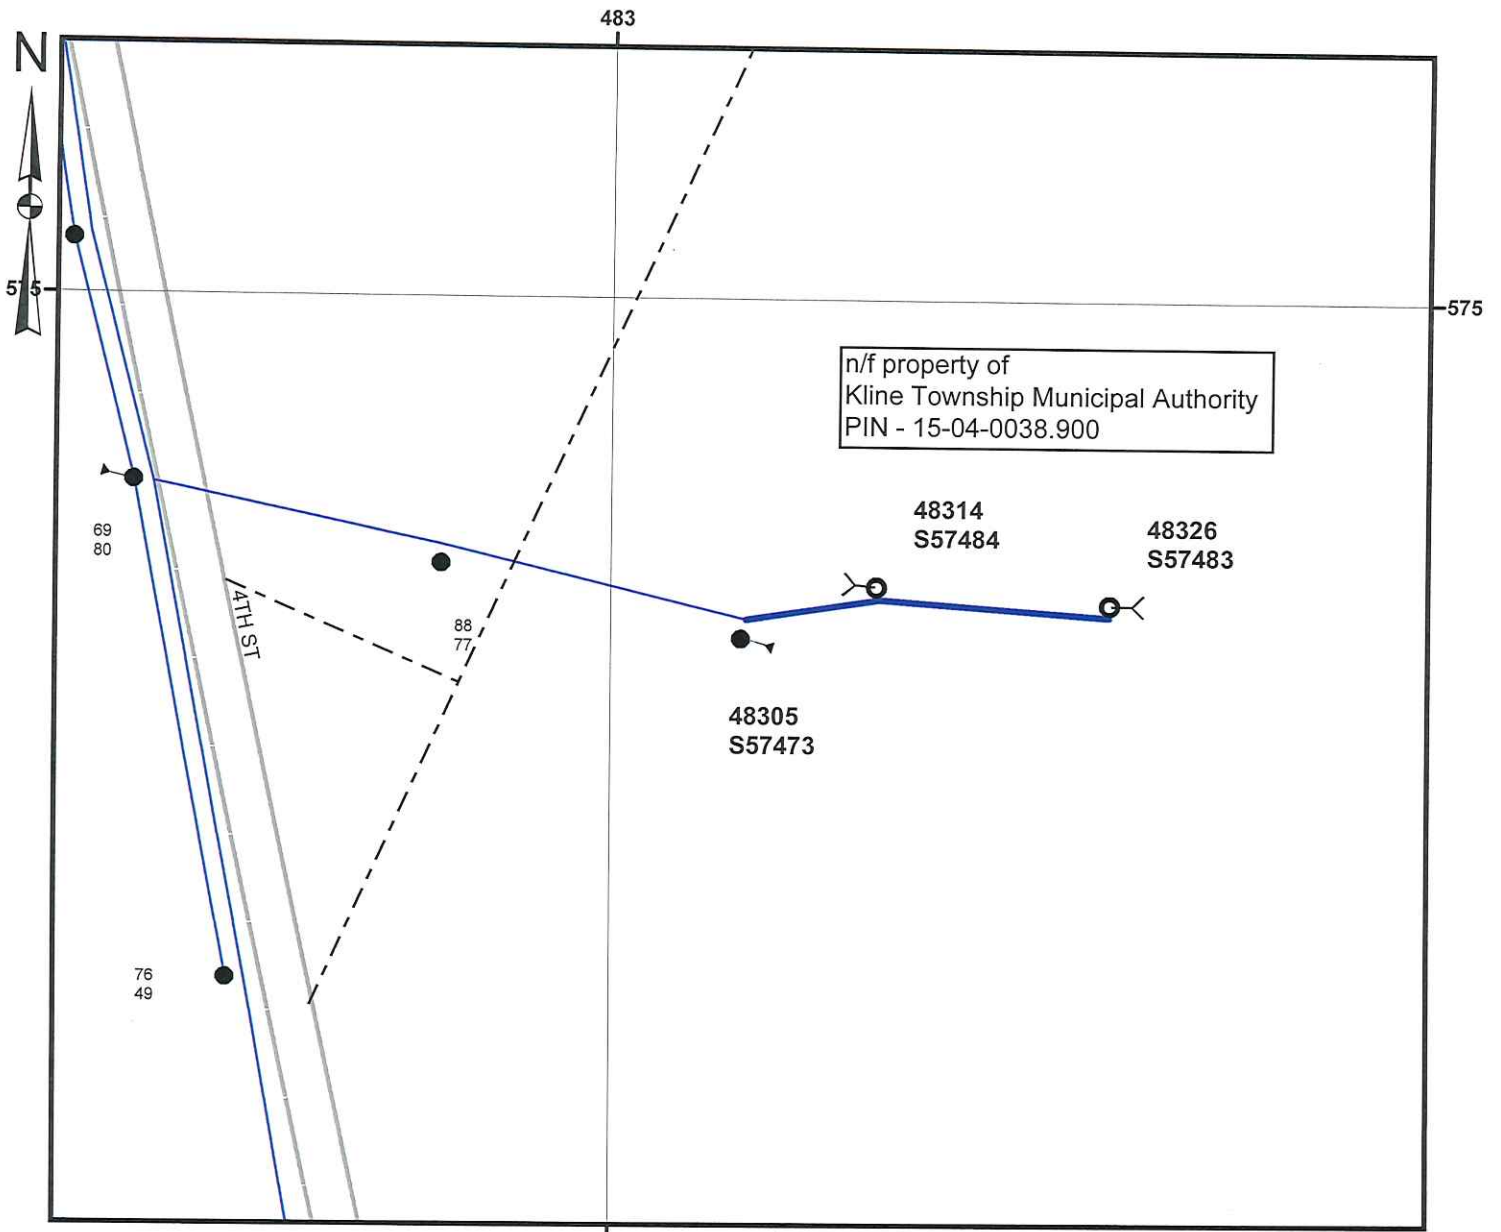 483
N
575
575
n/f property of
Kline Township Municipal Authority
PIN - 15-04-0038.900
48314
S57484
48326
S57483
69
80
4TH ST
88
77
48305
S57473
76
49